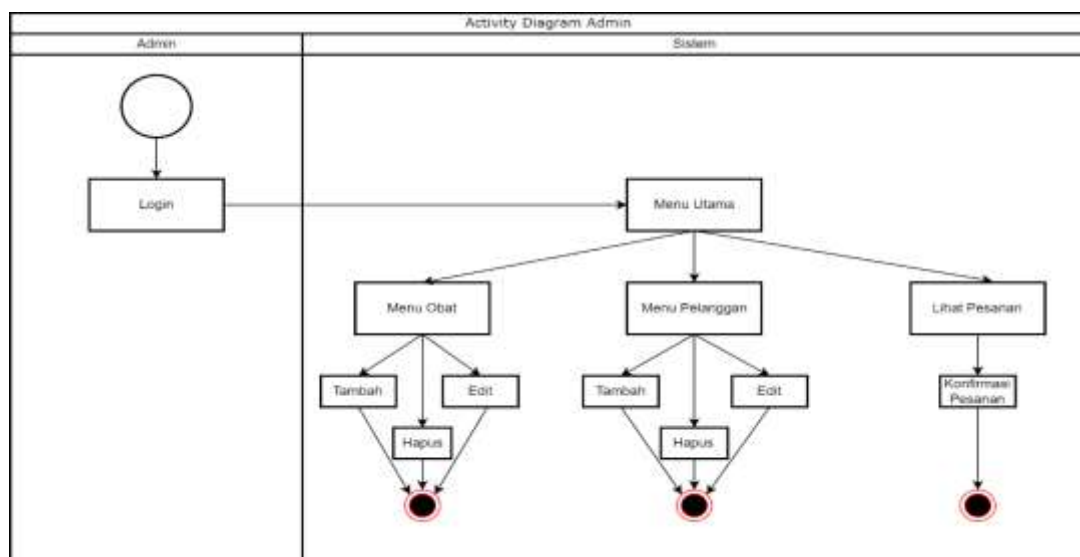 Activity Diagram Admin
Admin
Sistem
Login
Menu Utama
Menu Obat
Menu Pelanggan
Lihat Pesanan
Tambah
Edit
Tambah
Edit
Konfirmasi
Pesanan
Hapus
Hapus